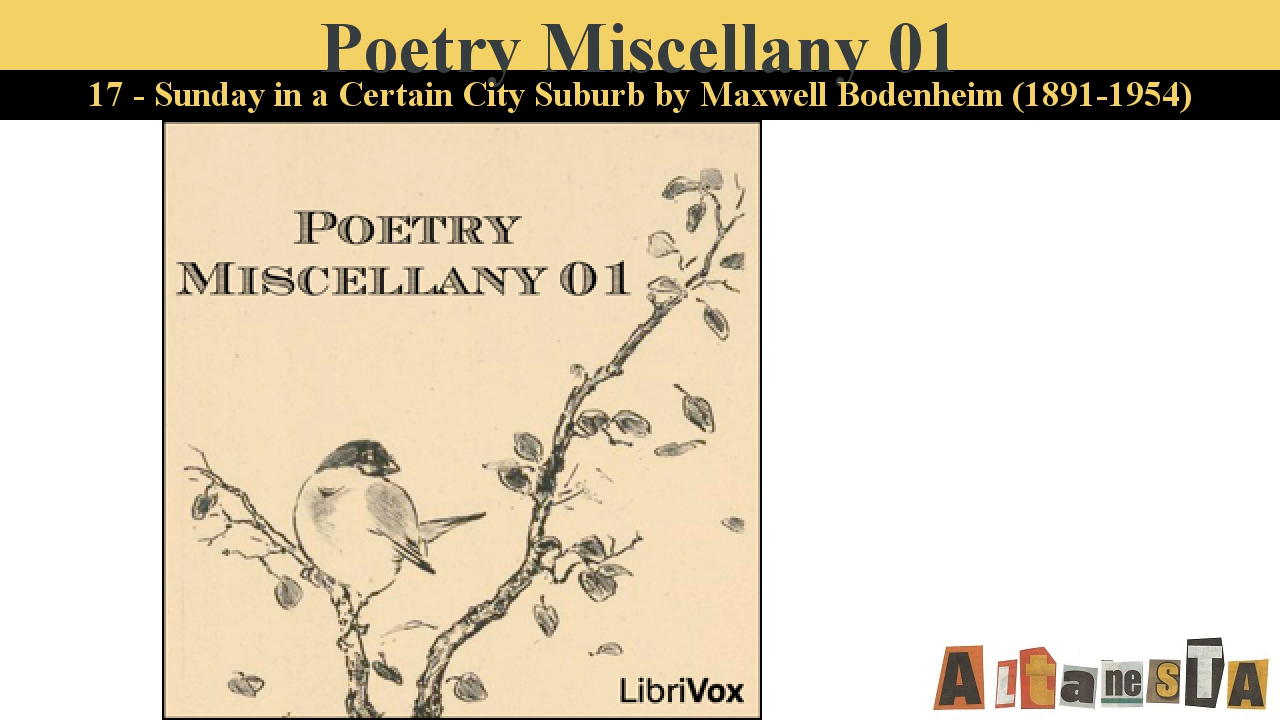 Poetry Miscellany 01
17 - Sunday in a Certain City Suburb by Maxwell Bodenheim (1891-1954)
POETRY
MISCELLANY 01
LibriVox
AltanesTA